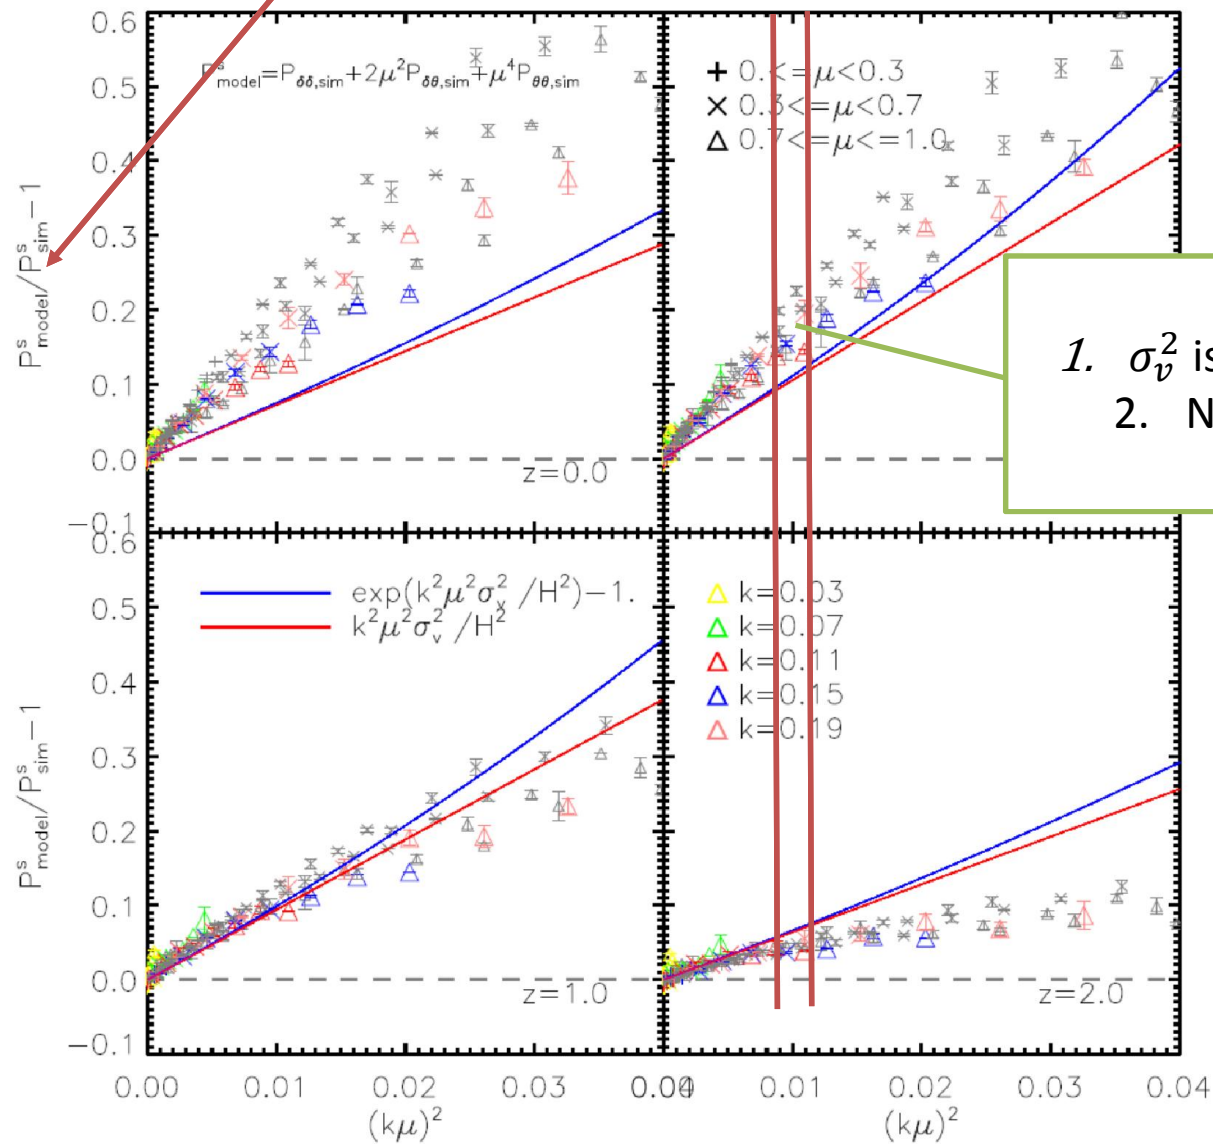 0.6
0.5
0.4
0.3
0.2
0.1
0.0
−0.1
P^s_model/P^s_sim − 1
P^s_model=P_δδ,sim+2μ²P_δθ,sim+μ⁴P_θθ,sim
z=0.0
+ 0.<=μ<0.3
× 0.3<=μ<0.7
△ 0.7<=μ<=1.0
1. σ_v^2 is
2. N
0.6
0.5
0.4
0.3
0.2
0.1
0.0
−0.1
P^s_model/P^s_sim − 1
exp(k²μ²σ_v²/H²)−1.
k²μ²σ_v²/H²
z=1.0
△ k=0.03
△ k=0.07
△ k=0.11
△ k=0.15
△ k=0.19
z=2.0
0.00 0.01 0.02 0.03 0.01 0.02 0.03 0.04
(kμ)² (kμ)²